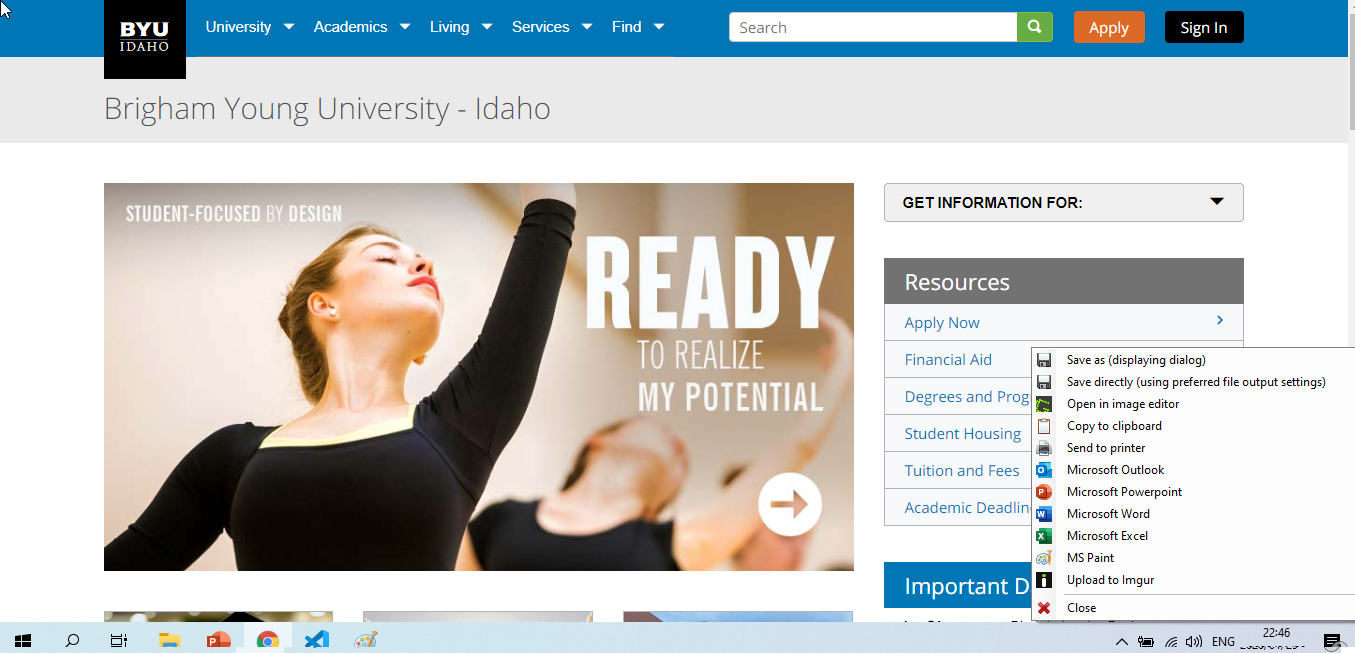 BYU
IDAHO
University
Academics
Living
Services
Find
Search
Apply
Sign In
Brigham Young University - Idaho
STUDENT-FOCUSED BY DESIGN
READY
TO REALIZE
MY POTENTIAL
GET INFORMATION FOR:
Resources
Apply Now
Financial Aid
Degrees and Prog
Student Housing
Tuition and Fees
Academic Deadlin
Important D
Save as (displaying dialog)
Save directly (using preferred file output settings)
Open in image editor
Copy to clipboard
Send to printer
Microsoft Outlook
Microsoft Powerpoint
Microsoft Word
Microsoft Excel
MS Paint
Upload to Imgur
Close
ENG
22:46